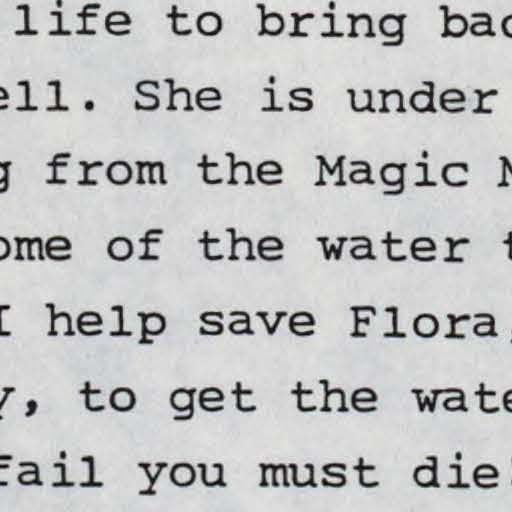 life to bring bac
ell. She is under
g from the Magic
ome of the water t
I help save Flora,
y, to get the wate
fail you must die!